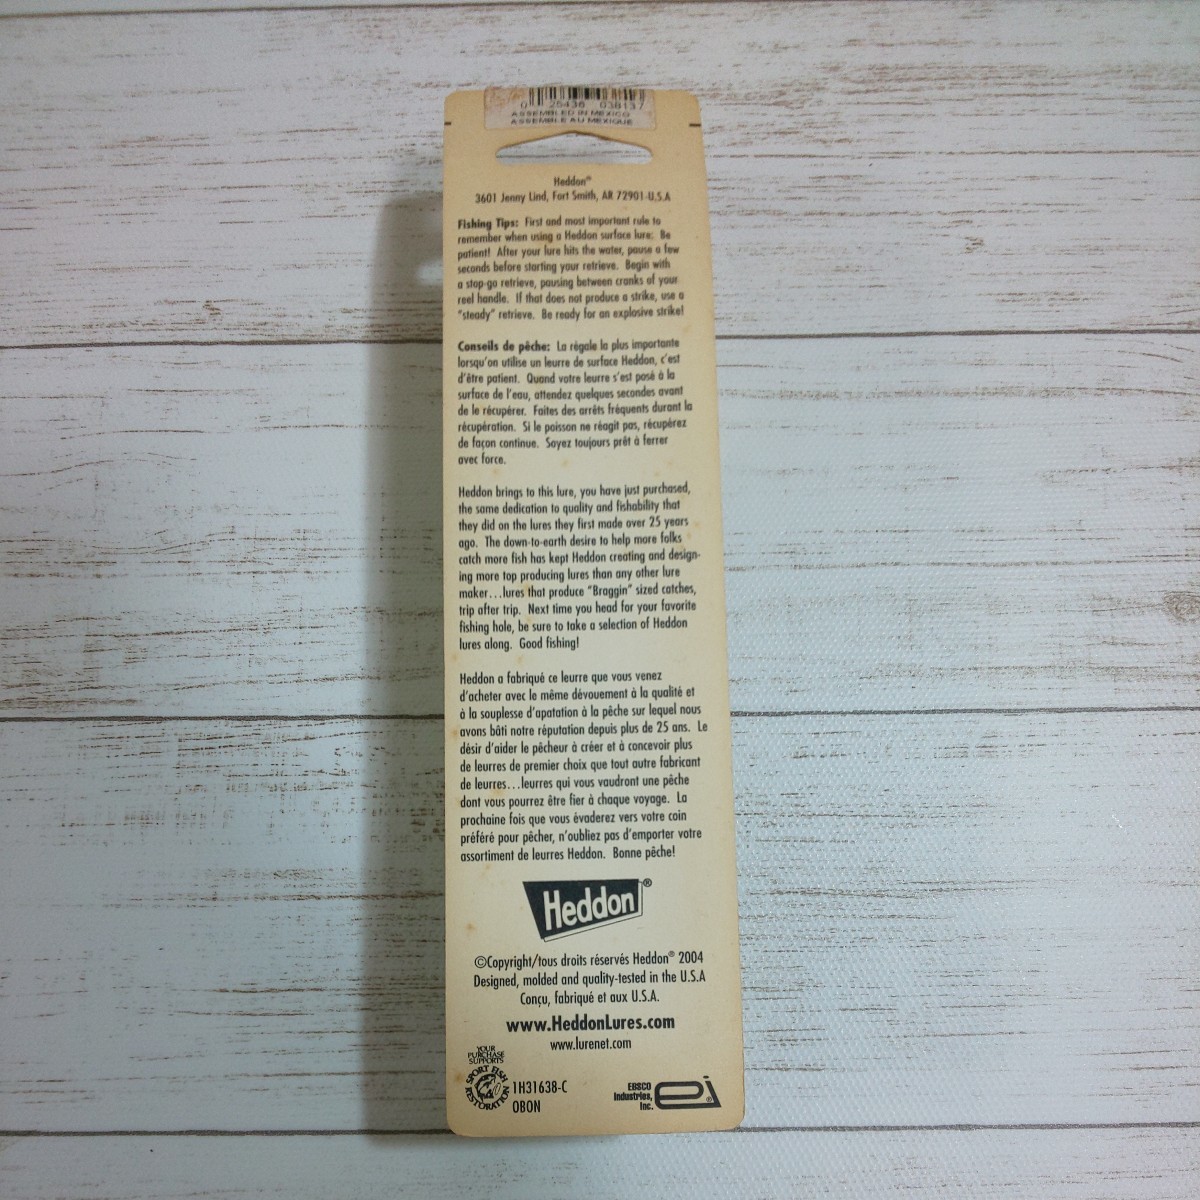 0 25436 03813 7
ASSEMBLED IN MEXICO
ASSEMBLE AU MEXIQUE
Heddon®
3601 Jenny Lind, Fort Smith, AR 72901 U.S.A
Fishing Tips: First and most important rule to
remember when using a Heddon surface lure: Be
patient! After your lure hits the water, pause a few
seconds before starting your retrieve. Begin with
a stop-go retrieve, pausing between cranks of your
reel handle. If that does not produce a strike, use a
"steady" retrieve. Be ready for an explosive strike!
Conseils de pêche: La régale la plus importante
lorsqu'on utilise un leurre de surface Heddon, c'est
d'être patient. Quand votre leurre s'est posé à la
surface de l'eau, attendez quelques secondes avant
de le récupérer. Faites des arrêts fréquents durant la
récupération. Si le poisson ne réagit pas, récupèrez
de façon continue. Soyez toujours prêt à ferrer
avec force.
Heddon brings to this lure, you have just purchased,
the same dedication to quality and fishability that
they did on the lures they first made over 25 years
ago. The down-to-earth desire to help more folks
catch more fish has kept Heddon creating and design-
ing more top producing lures than any other lure
maker...lures that produce "Braggin" sized catches,
trip after trip. Next time you head for your favorite
fishing hole, be sure to take a selection of Heddon
lures along. Good fishing!
Heddon a fabriqué ce leurre que vous venez
d'acheter avec le même dévouement à la qualité et
à la souplesse d'apatation à la pêche sur lequel nous
avons bâti notre réputation depuis plus de 25 ans. Le
désir d'aider le pêcheur à créer et à concevoir plus
de leurres de premier choix que tout autre fabricant
de leurres...leurres qui vous vaudront une pêche
dont vous pourrez être fier à chaque voyage. La
prochaine fois que vous évaderez vers votre coin
préféré pour pêcher, n'oubliez pas d'emporter votre
assortiment de leurres Heddon. Bonne pêche!
Heddon®
©Copyright/tous droits réservés Heddon® 2004
Designed, molded and quality-tested in the U.S.A
Conçu, fabriqué et aux U.S.A.
www.HeddonLures.com
www.lurenet.com
YOUR
PURCHASE
SUPPORTS
SPORT FISH
RESTORATION
1H31638-C
OBON
EBSCO
Industries,
Inc.
ei®